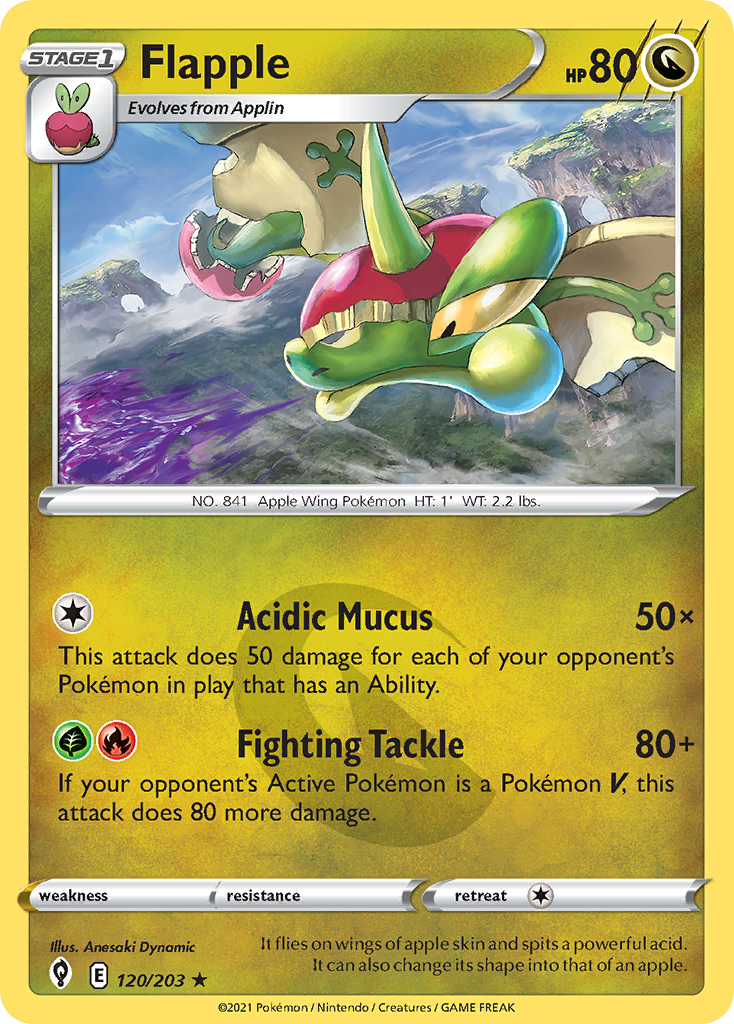 STAGE 1
Flapple
HP 80
Evolves from Applin
NO. 841 Apple Wing Pokémon HT: 1' WT: 2.2 lbs.
Acidic Mucus 50×
This attack does 50 damage for each of your opponent's
Pokémon in play that has an Ability.
Fighting Tackle 80+
If your opponent's Active Pokémon is a Pokémon V, this
attack does 80 more damage.
weakness resistance retreat
Illus. Anesaki Dynamic
It flies on wings of apple skin and spits a powerful acid.
It can also change its shape into that of an apple.
E 120/203 ★
©2021 Pokémon / Nintendo / Creatures / GAME FREAK